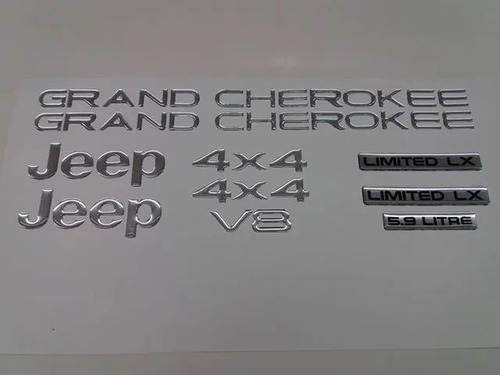 GRAND CHEROKEE
GRAND CHEROKEE
Jeep 4x4 LIMITED LX
Jeep 4x4 LIMITED LX
V8 5.9 LITRE